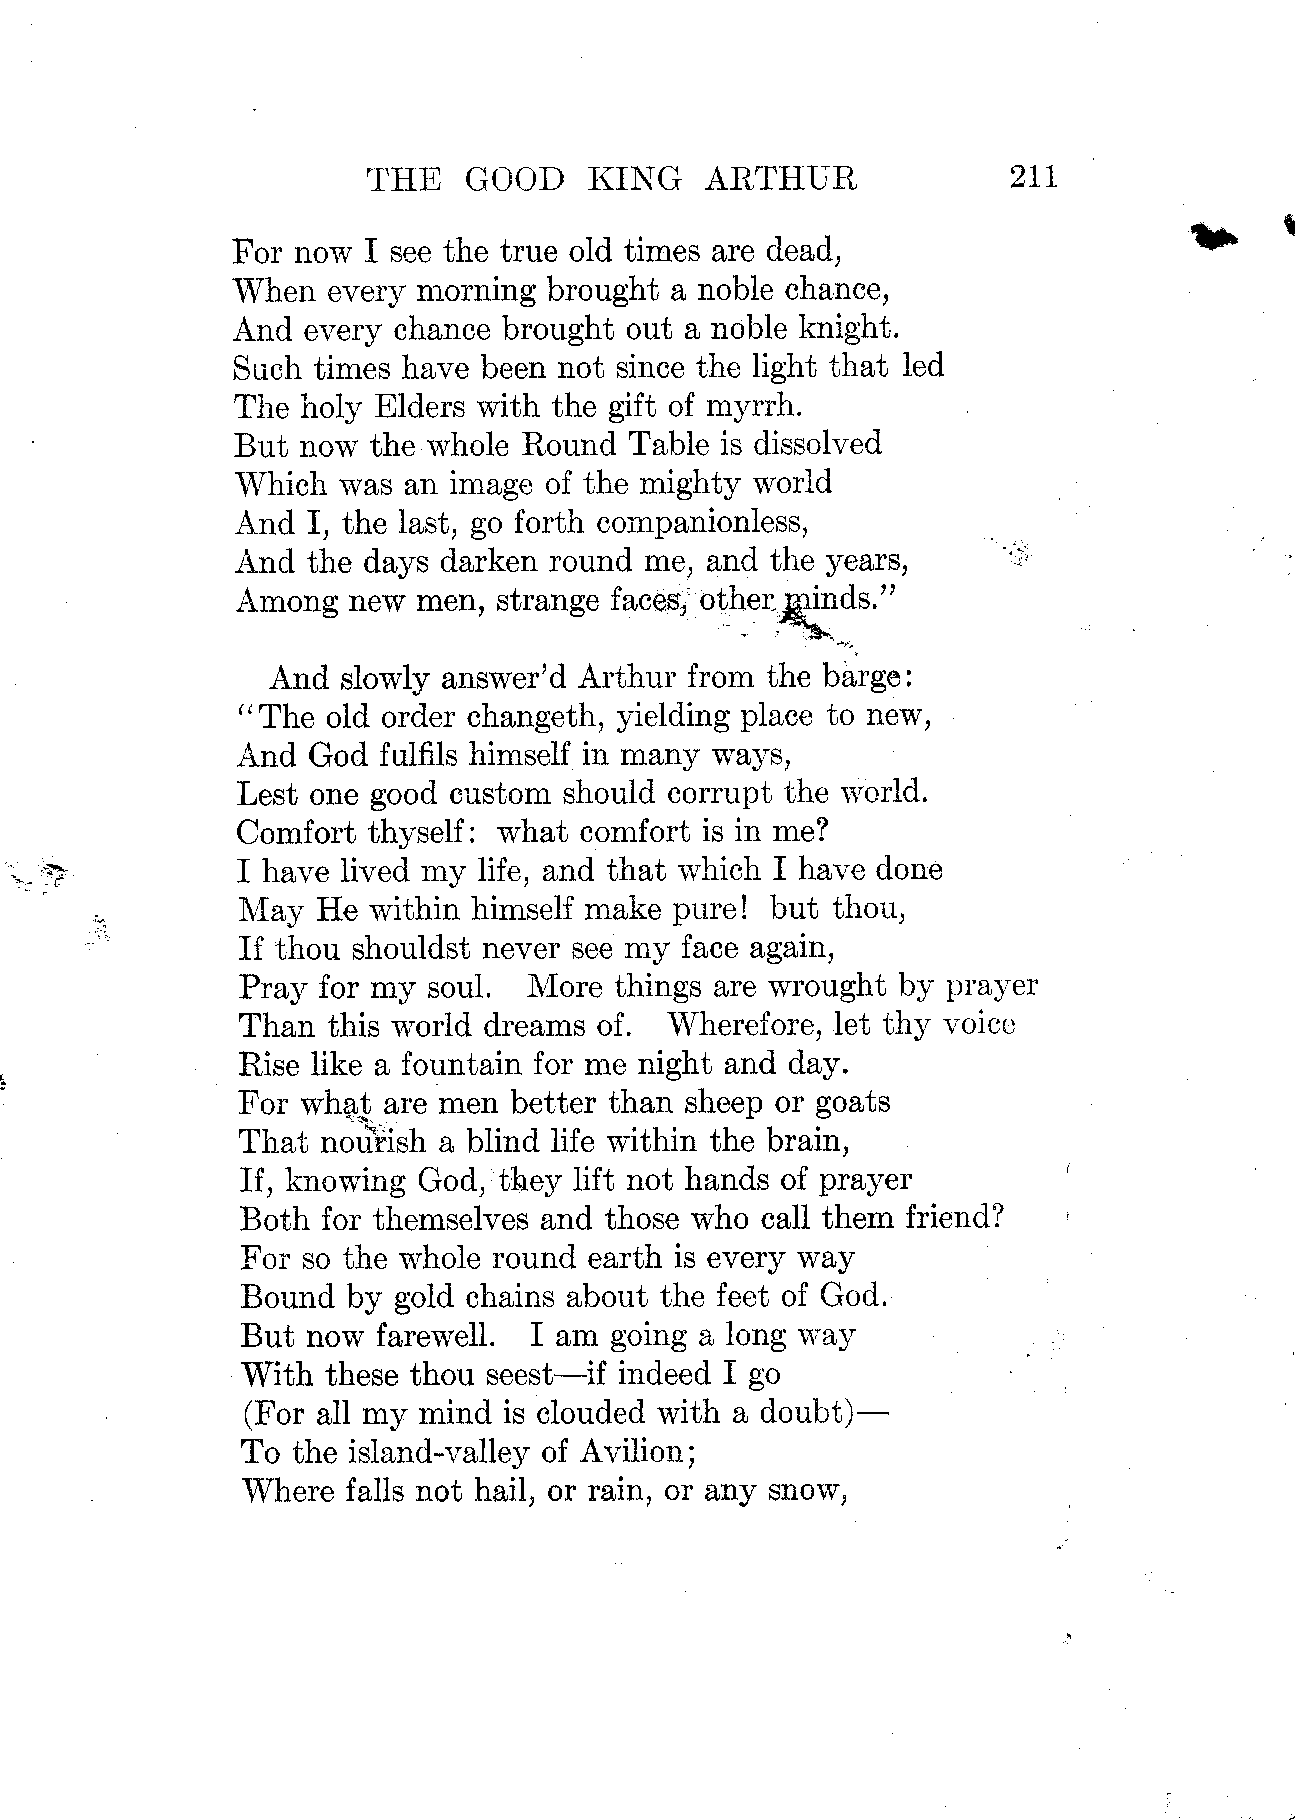 THE GOOD KING ARTHUR 211
For now I see the true old times are dead,
When every morning brought a noble chance,
And every chance brought out a noble knight.
Such times have been not since the light that led
The holy Elders with the gift of myrrh.
But now the whole Round Table is dissolved
Which was an image of the mighty world
And I, the last, go forth companionless,
And the days darken round me, and the years,
Among new men, strange faces, other minds."
And slowly answer'd Arthur from the barge:
"The old order changeth, yielding place to new,
And God fulfils himself in many ways,
Lest one good custom should corrupt the world.
Comfort thyself: what comfort is in me?
I have lived my life, and that which I have done
May He within himself make pure! but thou,
If thou shouldst never see my face again,
Pray for my soul. More things are wrought by prayer
Than this world dreams of. Wherefore, let thy voice
Rise like a fountain for me night and day.
For what are men better than sheep or goats
That nourish a blind life within the brain,
If, knowing God, they lift not hands of prayer
Both for themselves and those who call them friend?
For so the whole round earth is every way
Bound by gold chains about the feet of God.
But now farewell. I am going a long way
With these thou seest—if indeed I go
(For all my mind is clouded with a doubt)—
To the island-valley of Avilion;
Where falls not hail, or rain, or any snow,